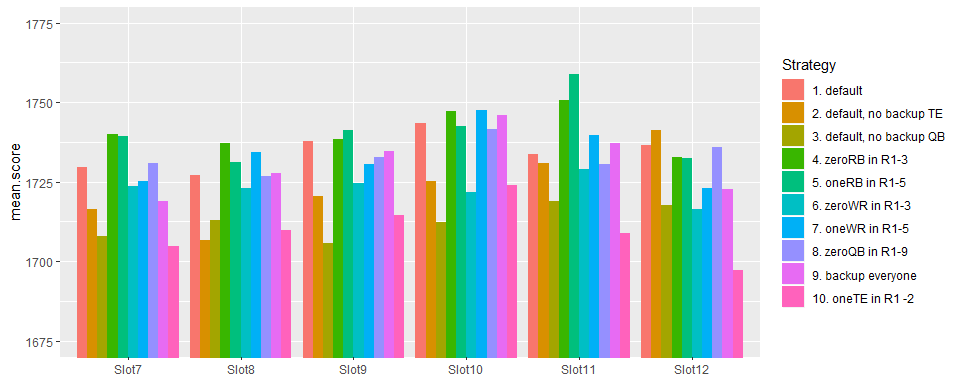 mean.score
1775
1750
1725
1700
1675
Slot7 Slot8 Slot9 Slot10 Slot11 Slot12
Strategy
1. default
2. default, no backup TE
3. default, no backup QB
4. zeroRB in R1-3
5. oneRB in R1-5
6. zeroWR in R1-3
7. oneWR in R1-5
8. zeroQB in R1-9
9. backup everyone
10. oneTE in R1 -2